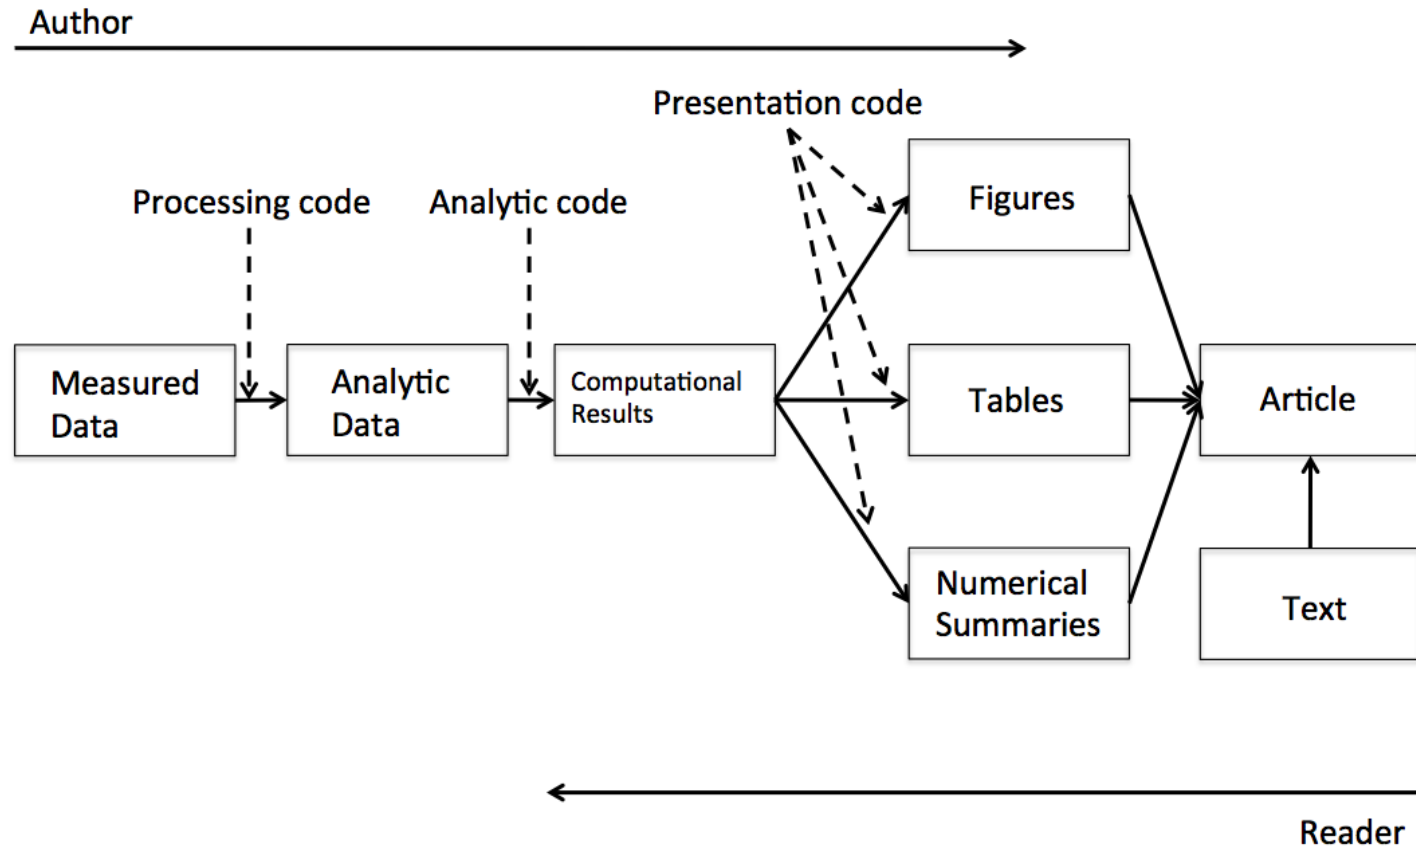 Author
Presentation code
Processing code
Analytic code
Figures
Measured
Data
Analytic
Data
Computational
Results
Tables
Article
Numerical
Summaries
Text
Reader